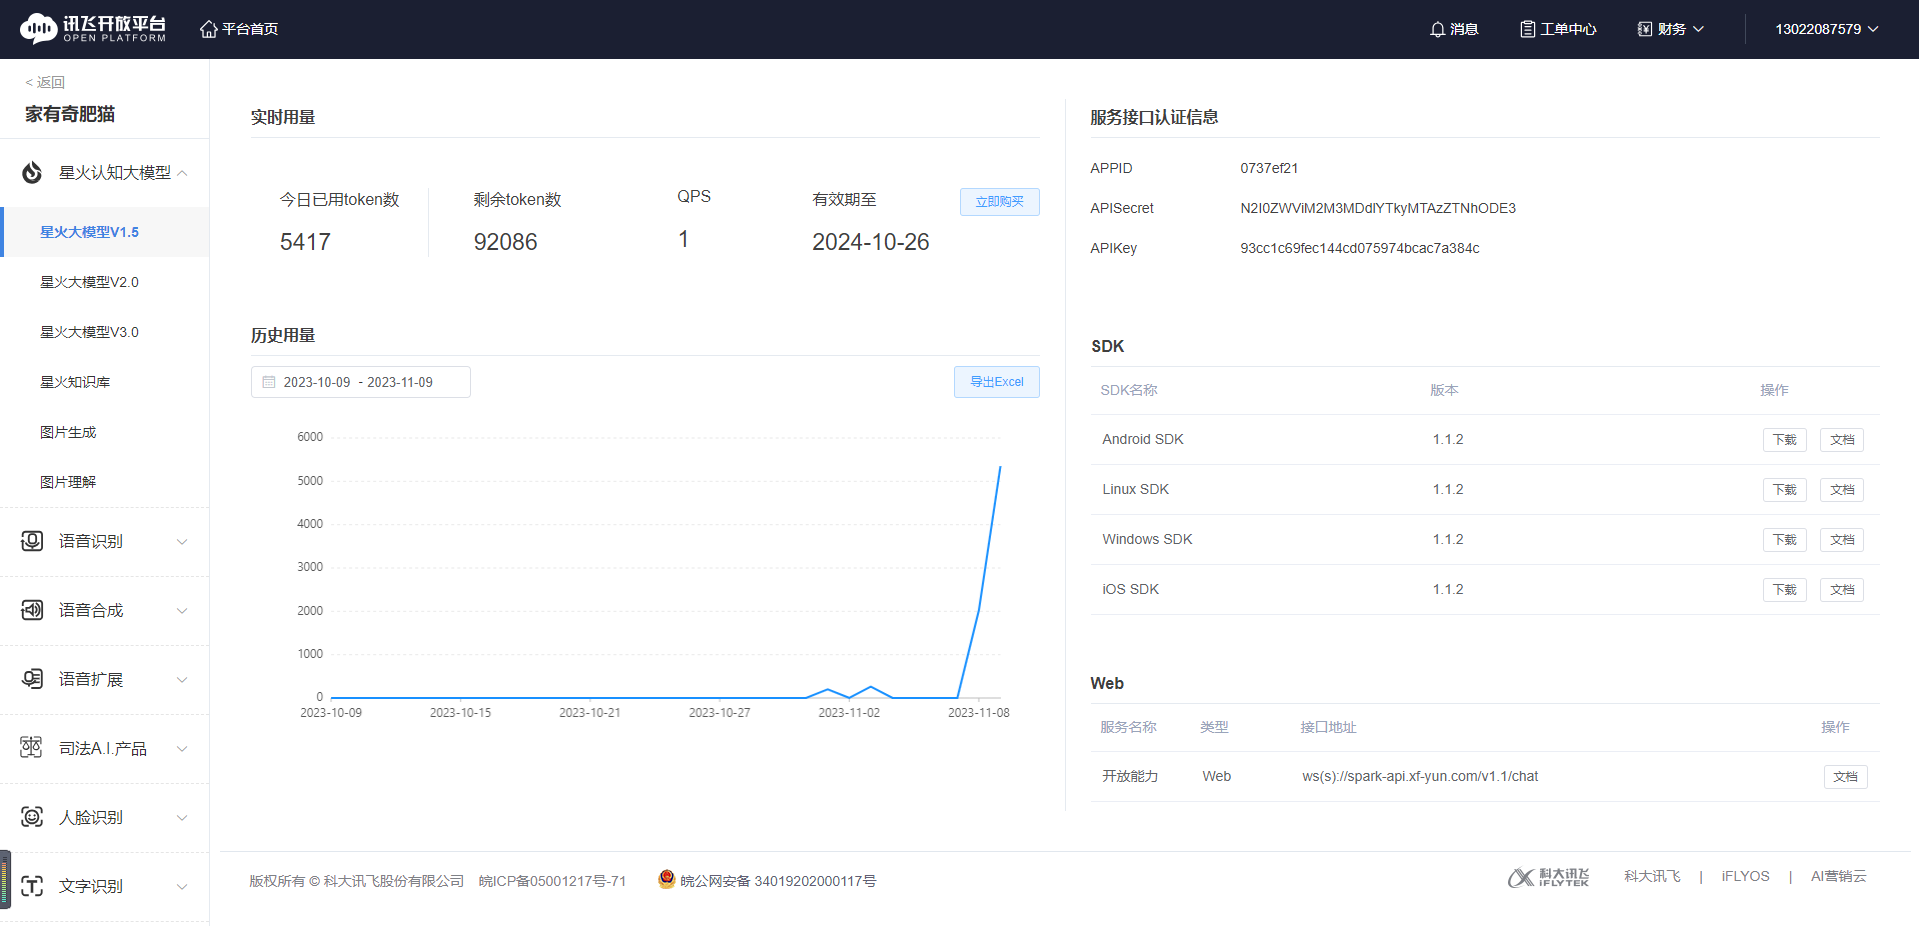 讯飞开放平台
OPEN PLATFORM
平台首页
消息
工单中心
财务
13022087579
< 返回
家有奇肥猫
星火认知大模型
星火大模型V1.5
星火大模型V2.0
星火大模型V3.0
星火知识库
图片生成
图片理解
语音识别
语音合成
语音扩展
司法A.I.产品
人脸识别
文字识别
实时用量
今日已用token数
5417
剩余token数
92086
QPS
1
有效期至
2024-10-26
立即购买
历史用量
2023-10-09 - 2023-11-09
导出Excel
6000
5000
4000
3000
2000
1000
0
2023-10-09 2023-10-15 2023-10-21 2023-10-27 2023-11-02 2023-11-08
服务接口认证信息
APPID 0737ef21
APISecret N2I0ZWViM2M3MDdlYTkyMTAzZTNhODE3
APIKey 93cc1c69fec144cd075974bcac7a384c
SDK
SDK名称 版本 操作
Android SDK 1.1.2 下载 文档
Linux SDK 1.1.2 下载 文档
Windows SDK 1.1.2 下载 文档
iOS SDK 1.1.2 下载 文档
Web
服务名称 类型 接口地址 操作
开放能力 Web ws(s)://spark-api.xf-yun.com/v1.1/chat 文档
版权所有 © 科大讯飞股份有限公司 皖ICP备05001217号-71 皖公网安备 34019202000117号
科大讯飞
iFLYTEK
科大讯飞 | iFLYOS | AI营销云